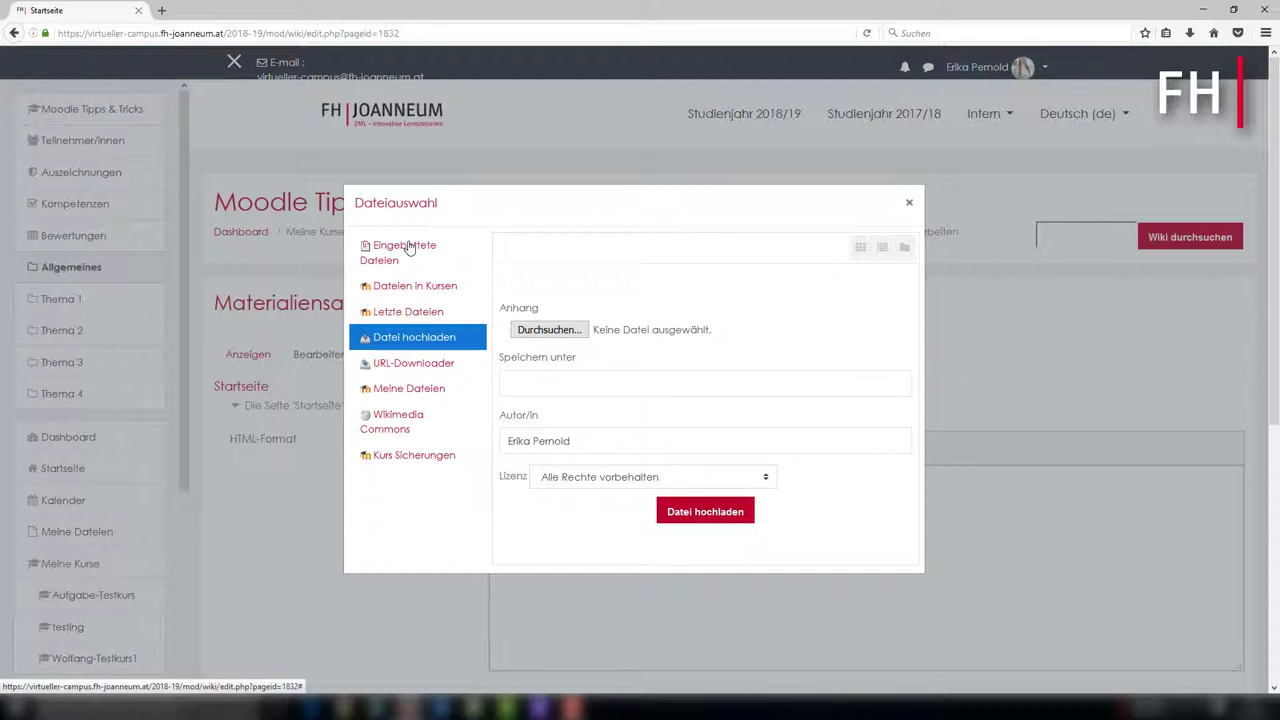 Startseite
https://virtueller-campus.fh-joanneum.at/2018-19/mod/wiki/edit.php?pageid=1832
Suchen
E-mail :
virtueller-campus@fh-joanneum.at
Erika Pernold
FH
Moodle Tipps & Tricks
Teilnehmer/innen
Auszeichnungen
Kompetenzen
Bewertungen
Allgemeines
Thema 1
Thema 2
Thema 3
Thema 4
Dashboard
Startseite
Kalender
Meine Dateien
Meine Kurse
Aufgabe-Testkurs
testing
Wolfang-Testkurs1
FH JOANNEUM
ZML – Innovative Lernszenarien
Studienjahr 2018/19
Studienjahr 2017/18
Intern
Deutsch (de)
Moodle Tip
Dashboard / Meine Kurse
Wiki durchsuchen
Materialiensa
Anzeigen
Bearbeiten
Startseite
Die Seite 'Startseite'
HTML-Format
Dateiauswahl
×
Eingebettete
Dateien
Dateien in Kursen
Letzte Dateien
Datei hochladen
URL-Downloader
Meine Dateien
Wikimedia
Commons
Kurs Sicherungen
Anhang
Durchsuchen... Keine Datei ausgewählt.
Speichern unter
Autor/in
Erika Pernold
Lizenz Alle Rechte vorbehalten
Datei hochladen
https://virtueller-campus.fh-joanneum.at/2018-19/mod/wiki/edit.php?pageid=1832#